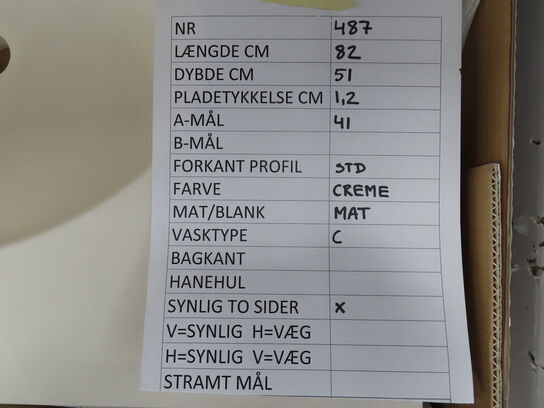 NR 487
LÆNGDE CM 82
DYBDE CM 51
PLADETYKKELSE CM 1,2
A-MÅL 41
B-MÅL
FORKANT PROFIL STD
FARVE CREME
MAT/BLANK MAT
VASKTYPE C
BAGKANT
HANEHUL
SYNLIG TO SIDER X
V=SYNLIG H=VÆG
H=SYNLIG V=VÆG
STRAMT MÅL